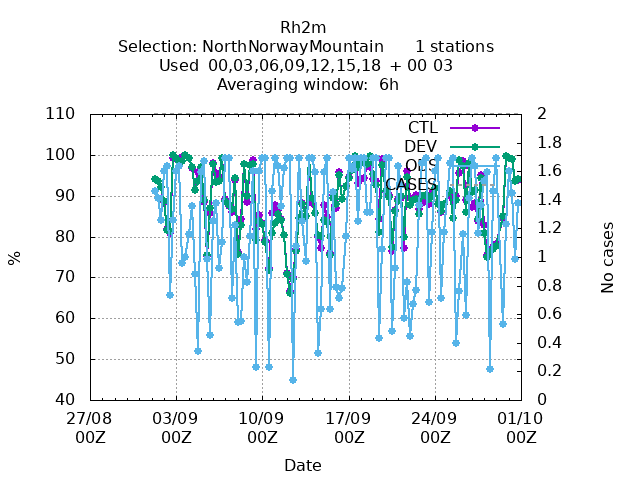 Rh2m
Selection: NorthNorwayMountain 1 stations
Used 00,03,06,09,12,15,18 + 00 03
Averaging window: 6h
110
100
90
80
70
60
50
40
%
2
1.8
1.6
1.4
1.2
1
0.8
0.6
0.4
0.2
0
No cases
CTL
DEV
OBS
CASES
27/08 03/09 10/09 17/09 24/09 01/10
00Z 00Z 00Z 00Z 00Z 00Z
Date